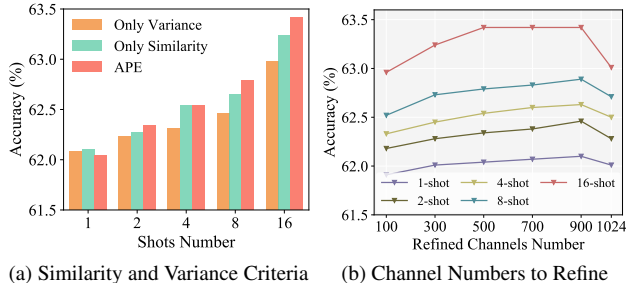 63.5
63.0
62.5
62.0
61.5
Accuracy (%)
Only Variance
Only Similarity
APE
1 2 4 8 16
Shots Number
(a) Similarity and Variance Criteria
63.5
63.0
62.5
62.0
61.5
Accuracy (%)
1-shot 4-shot 16-shot
2-shot 8-shot
100 300 500 700 900 1024
Refined Channels Number
(b) Channel Numbers to Refine